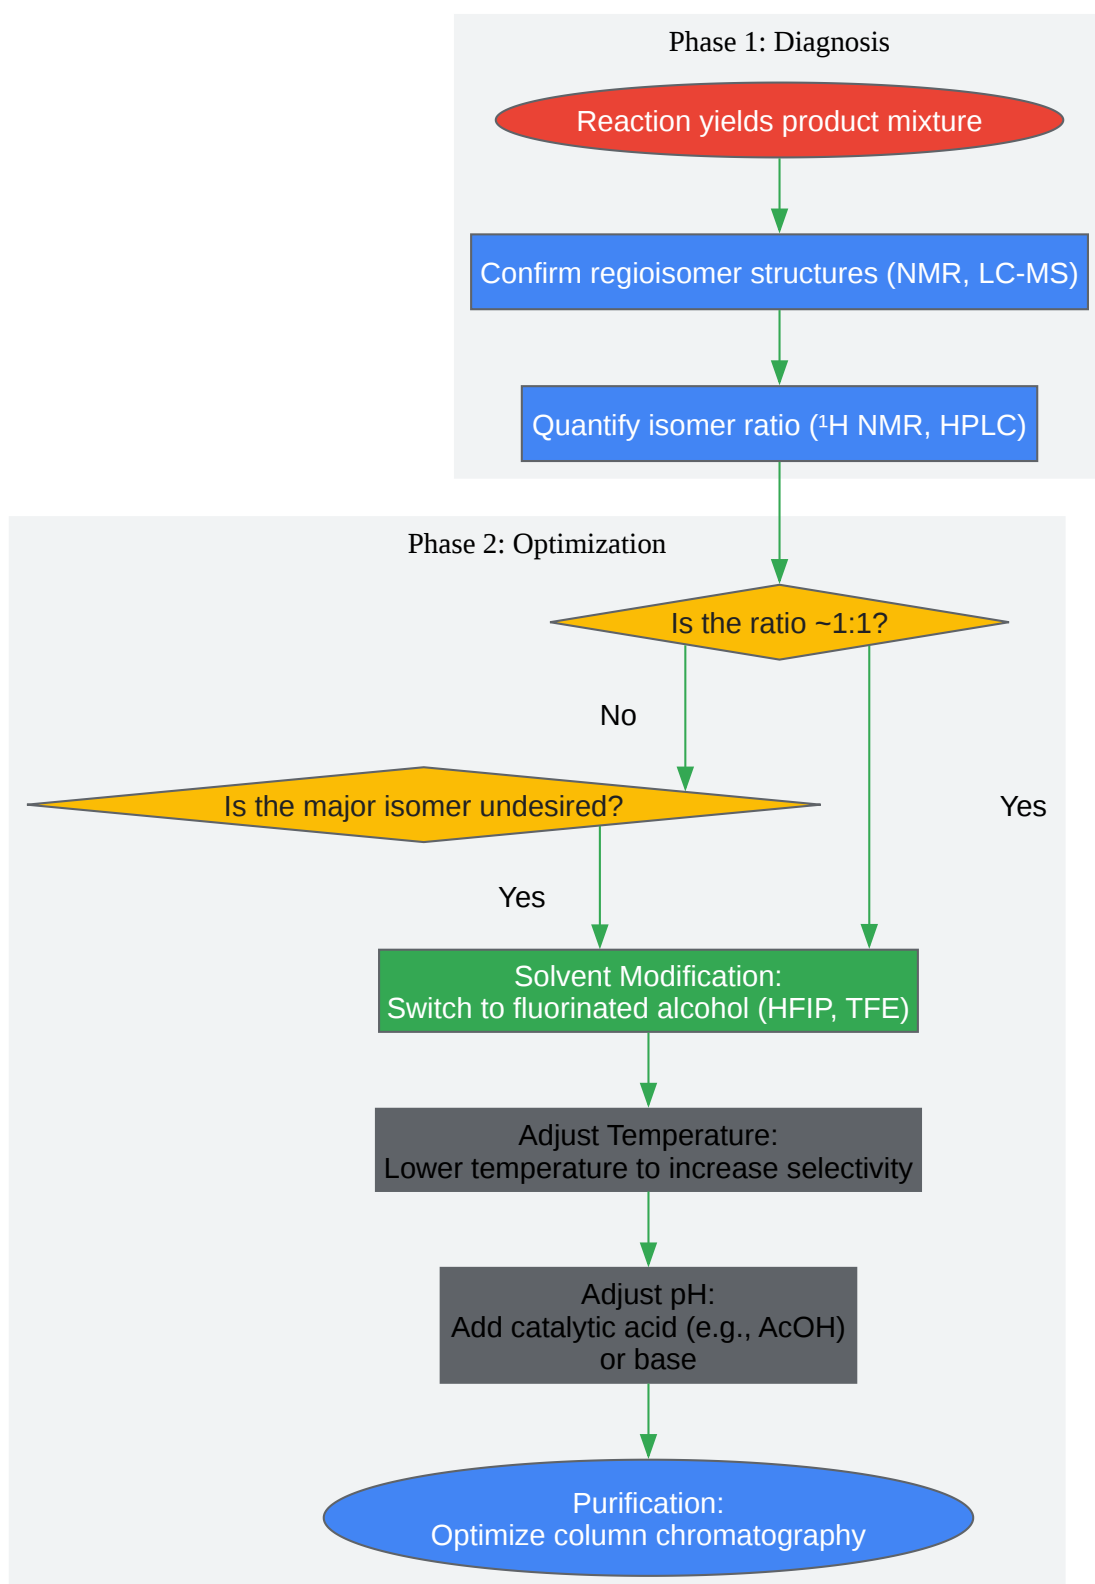 Phase 1: Diagnosis
Reaction yields product mixture
Confirm regioisomer structures (NMR, LC-MS)
Quantify isomer ratio (¹H NMR, HPLC)
Phase 2: Optimization
Is the ratio ~1:1?
No
Is the major isomer undesired?
Yes
Yes
Solvent Modification:
Switch to fluorinated alcohol (HFIP, TFE)
Adjust Temperature:
Lower temperature to increase selectivity
Adjust pH:
Add catalytic acid (e.g., AcOH)
or base
Purification:
Optimize column chromatography